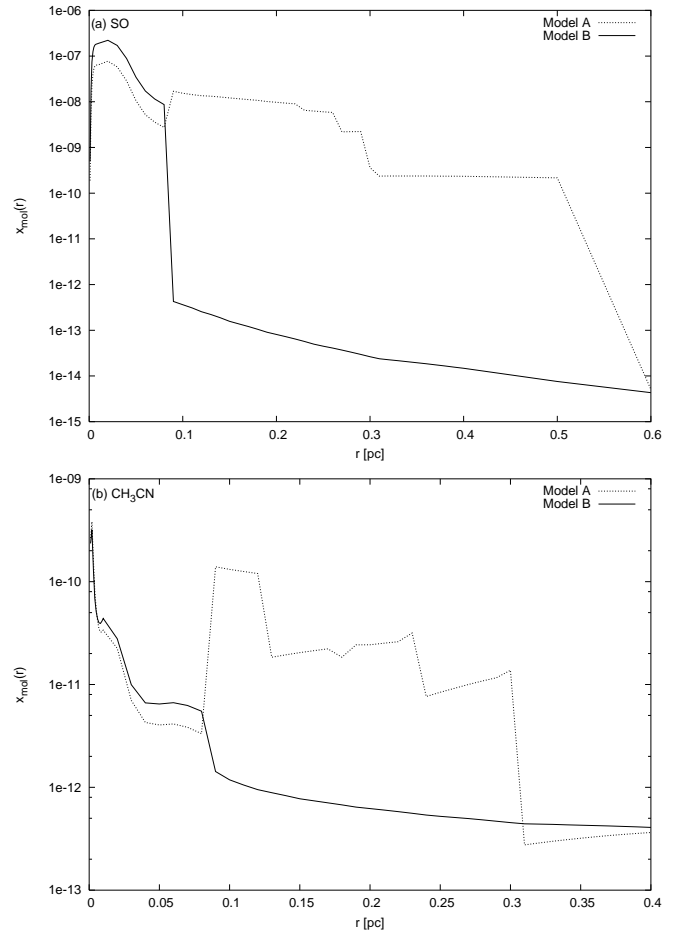 (a) SO
Model A
Model B
1e-06
1e-07
1e-08
1e-09
1e-10
1e-11
1e-12
1e-13
1e-14
1e-15
x_mol(r)
0 0.1 0.2 0.3 0.4 0.5 0.6
r [pc]
(b) CH₃CN
Model A
Model B
1e-09
1e-10
1e-11
1e-12
1e-13
x_mol(r)
0 0.05 0.1 0.15 0.2 0.25 0.3 0.35 0.4
r [pc]